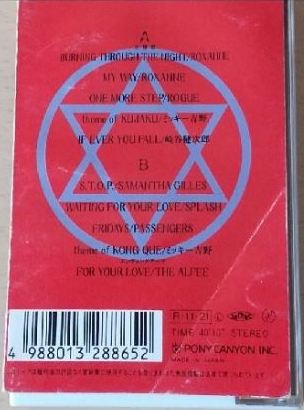 A
BURNING THROUGH THE NIGHT/ROXANNE
MY WAY/ROXANNE
ONE MORE STEP/ROGUE
theme of KUJAKU/ミッキー吉野
IF EVER YOU FALL/崎谷健次郎
B
S.T.O.P./SAMANTHA GILLES
WAITING FOR YOUR LOVE/SPLASH
FRIDAYS/PASSENGERS
theme of KONG QUE/ミッキー吉野
FOR YOUR LOVE/THE ALFEE
R-11·21 L
TIME 40'10" STEREO
PONY CANYON INC.
MADE IN JAPAN
4 988013 288652